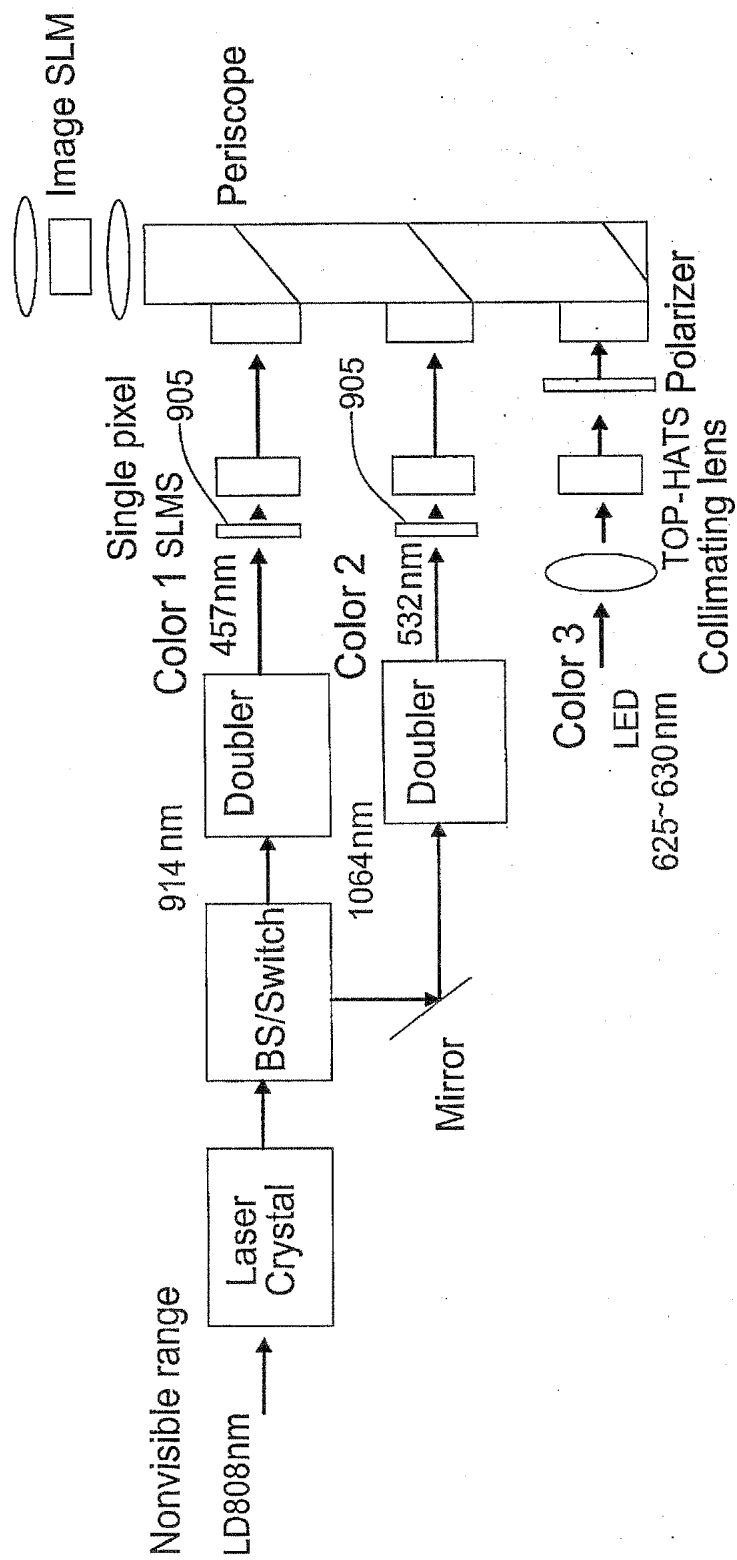 Nonvisible range
LD808nm
Laser
Crystal
BS/Switch
Mirror
914 nm
1064nm
Doubler
Doubler
Color 1
457nm
Single pixel
SLMS
905
Color 2
532nm
905
Color 3
LED
625~630nm
TOP-HATS
Collimating lens
Polarizer
Periscope
Image SLM